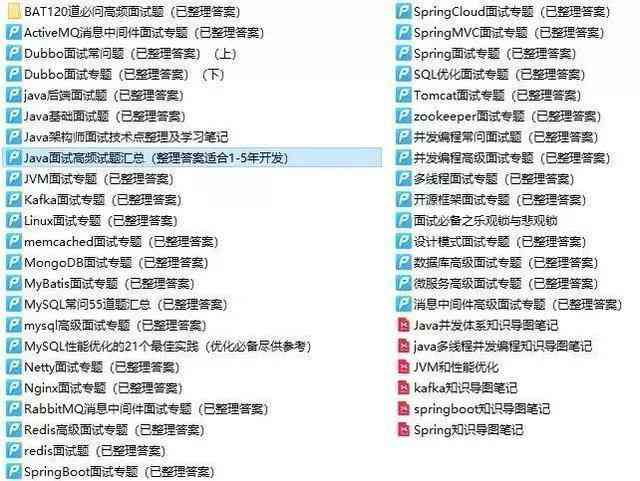 BAT120道必问高频面试题（已整理答案）
ActiveMQ消息中间件面试专题（已整理答案）
Dubbo面试常问题（已整理答案）（上）
Dubbo面试专题（已整理答案）（下）
java后端面试题（已整理答案）
Java基础面试题（已整理答案）
Java架构师面试技术点整理及学习笔记
Java面试高频试题汇总（整理答案适合1-5年开发）
JVM面试专题（已整理答案）
Kafka面试专题（已整理答案）
Linux面试专题（已整理答案）
memcached面试专题（已整理答案）
MongoDB面试专题（已整理答案）
MyBatis面试专题（已整理答案）
MySQL常问55道题汇总（已整理答案）
mysql高级面试专题（已整理答案）
MySQL性能优化的21个最佳实践（优化必备尽供参考）
Netty面试专题（已整理答案）
Nginx面试专题（已整理答案）
RabbitMQ消息中间件面试专题（已整理答案）
Redis高级面试专题（已整理答案）
redis面试题（已整理答案）
SpringBoot面试专题（已整理答案）
SpringCloud面试专题（已整理答案）
SpringMVC面试专题（已整理答案）
Spring面试专题（已整理答案）
SQL优化面试专题（已整理答案）
Tomcat面试专题（已整理答案）
zookeeper面试专题（已整理答案）
并发编程常问面试题（已整理答案）
并发编程高级面试专题（已整理答案）
多线程面试专题（已整理答案）
开源框架面试专题（已整理答案）
面试必备之乐观锁与悲观锁
设计模式面试专题（已整理答案）
数据库高级面试专题（已整理答案）
微服务高级面试专题（已整理答案）
消息中间件高级面试专题（已整理答案）
Java并发体系知识导图笔记
java多线程并发编程知识导图笔记
JVM和性能优化
kafka知识导图笔记
springboot知识导图笔记
Spring知识导图笔记